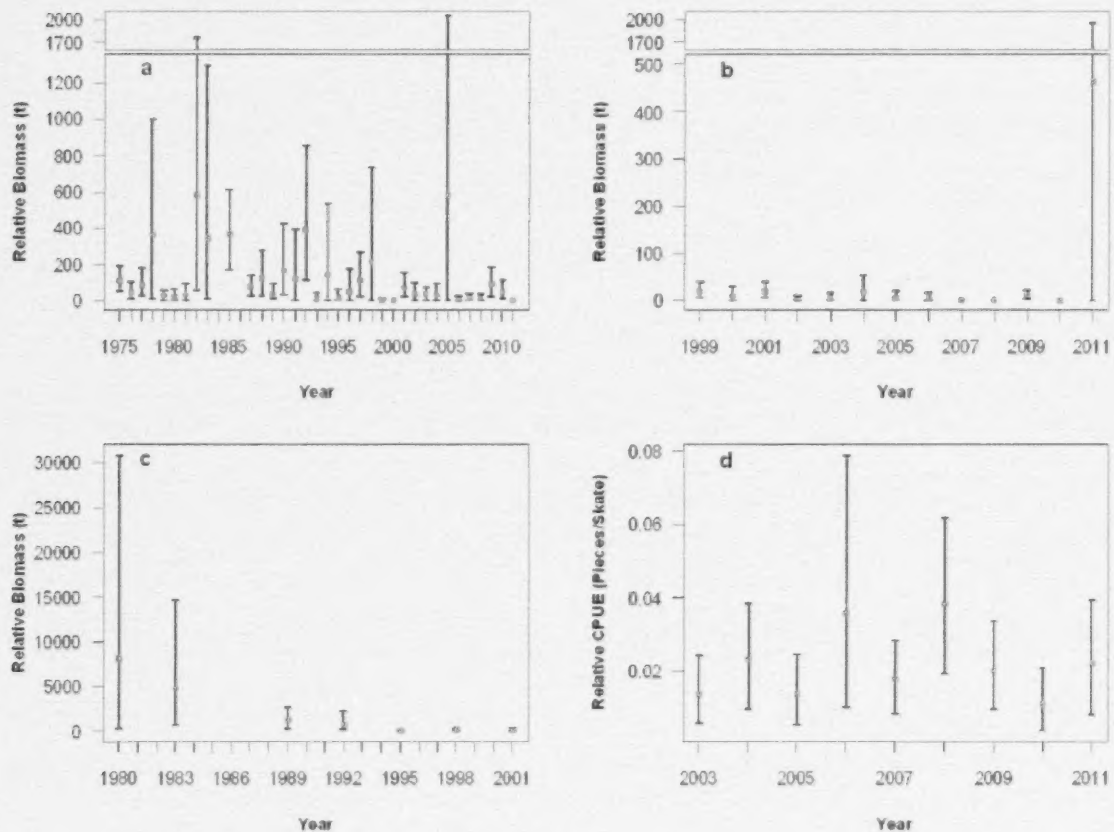 a
Relative Biomass (t)
2000
1700
1200
1000
800
600
400
200
0
1975 1980 1985 1990 1995 2000 2005 2010
Year
b
Relative Biomass (t)
2000
1700
500
400
300
200
100
0
1999 2001 2003 2005 2007 2009 2011
Year
c
Relative Biomass (t)
30000
25000
20000
15000
10000
5000
0
1980 1983 1986 1989 1992 1995 1998 2001
Year
d
Relative CPUE (Pieces/Skate)
0.08
0.06
0.04
0.02
2003 2005 2007 2009 2011
Year